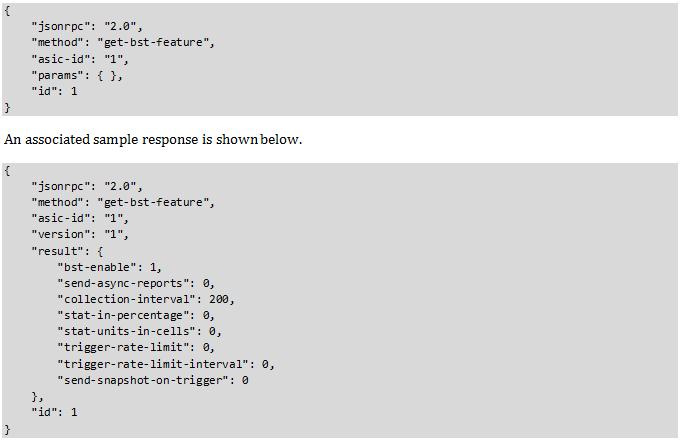 {
    "jsonrpc": "2.0",
    "method": "get-bst-feature",
    "asic-id": "1",
    "params": { },
    "id": 1
}
An associated sample response is shown below.
{
    "jsonrpc": "2.0",
    "method": "get-bst-feature",
    "asic-id": "1",
    "version": "1",
    "result": {
        "bst-enable": 1,
        "send-async-reports": 0,
        "collection-interval": 200,
        "stat-in-percentage": 0,
        "stat-units-in-cells": 0,
        "trigger-rate-limit": 0,
        "trigger-rate-limit-interval": 0,
        "send-snapshot-on-trigger": 0
    },
    "id": 1
}